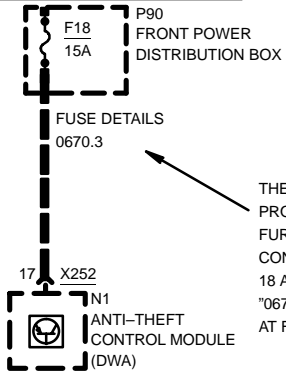 P90
F18
FRONT POWER
15A
DISTRIBUTION BOX
FUSE DETAILS
0670.3
THE
PRO
FUR
CON
18 A
"067
AT F
17 X252
N1
ANTI–THEFT
CONTROL MODULE
(DWA)